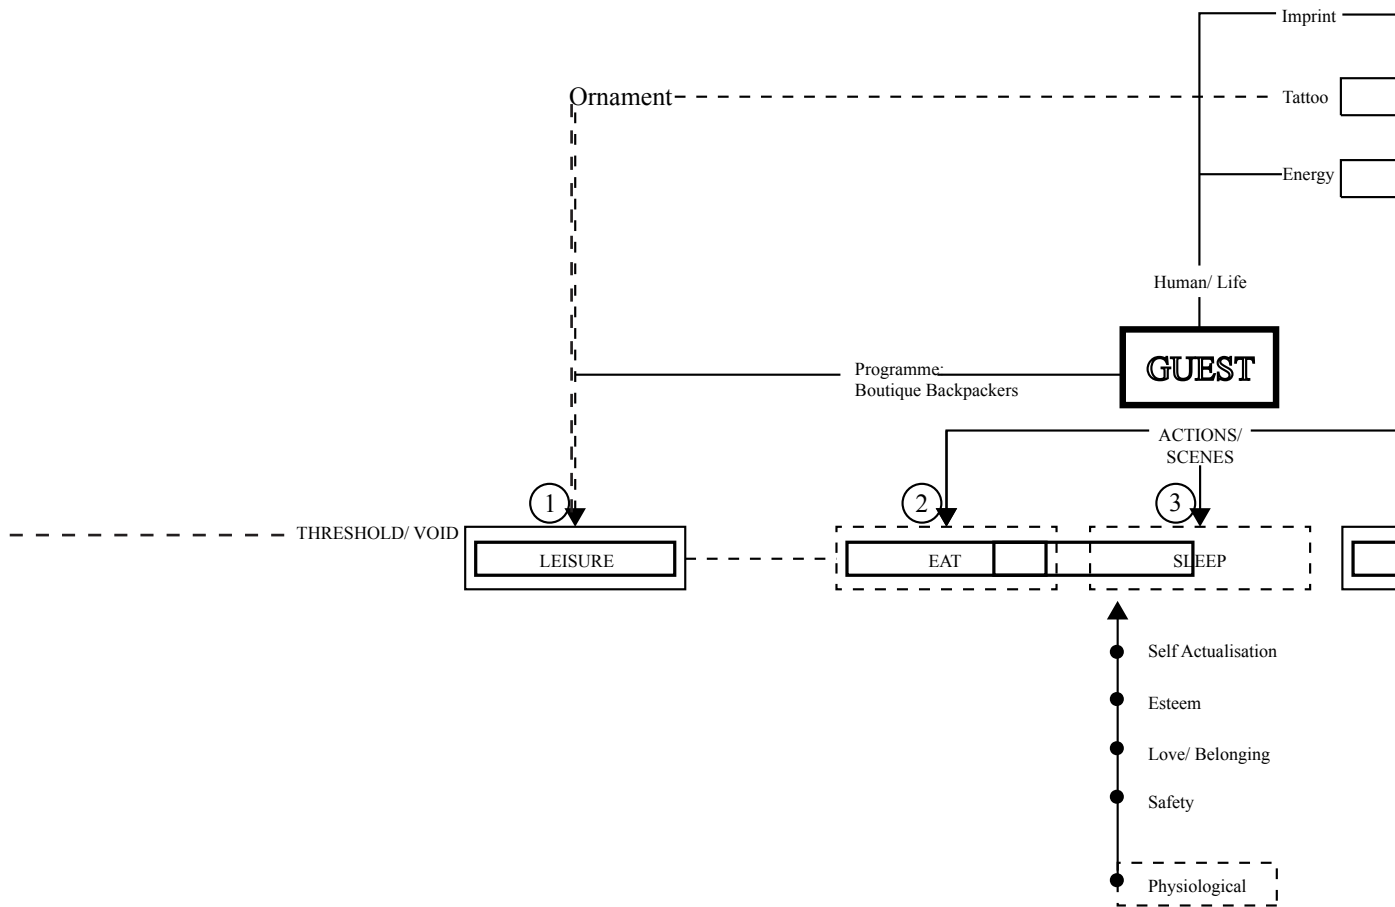 Imprint
Ornament
Tattoo
Energy
Human/ Life
GUEST
Programme:
Boutique Backpackers
ACTIONS/
SCENES
1
2
3
THRESHOLD/ VOID
LEISURE
EAT
SLEEP
Self Actualisation
Esteem
Love/ Belonging
Safety
Physiological